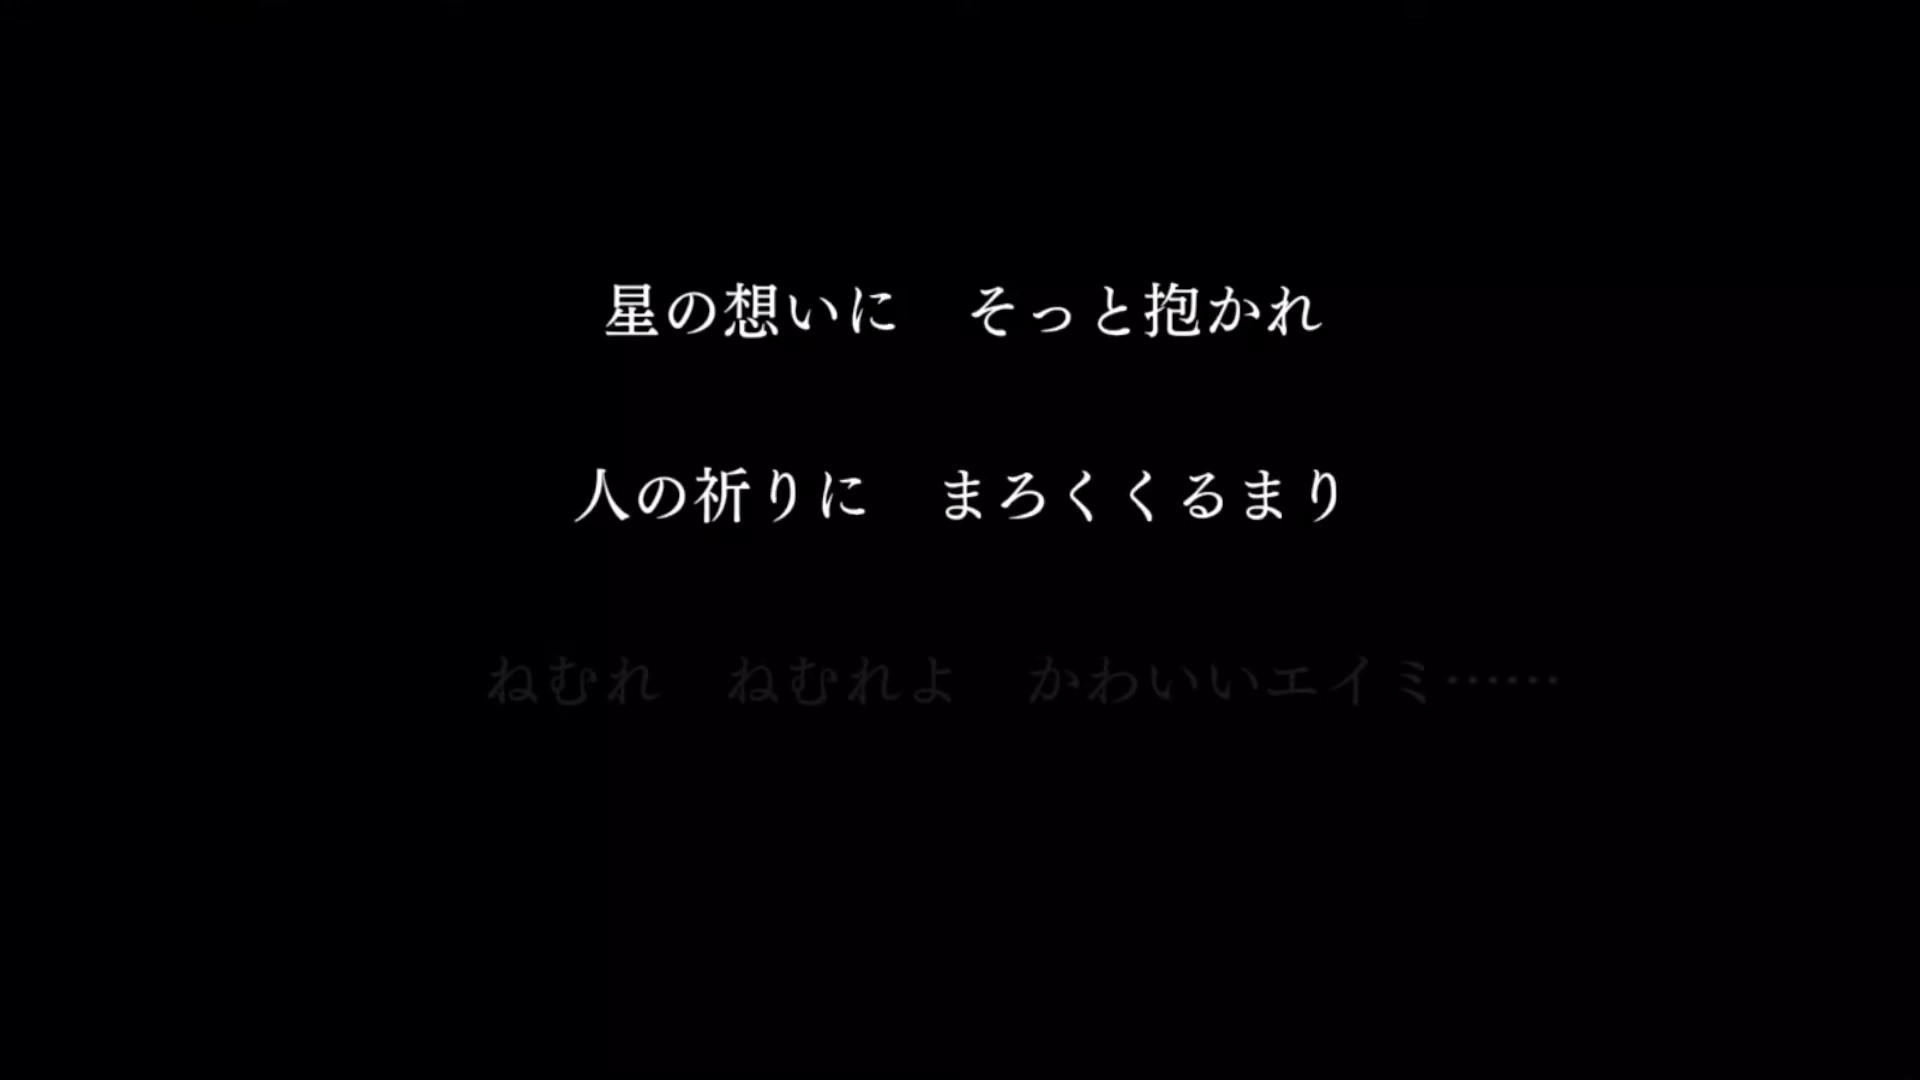 星の想いに　そっと抱かれ
人の祈りに　まろくくるまり
ねむれ　ねむれよ　かわいいエイミ……